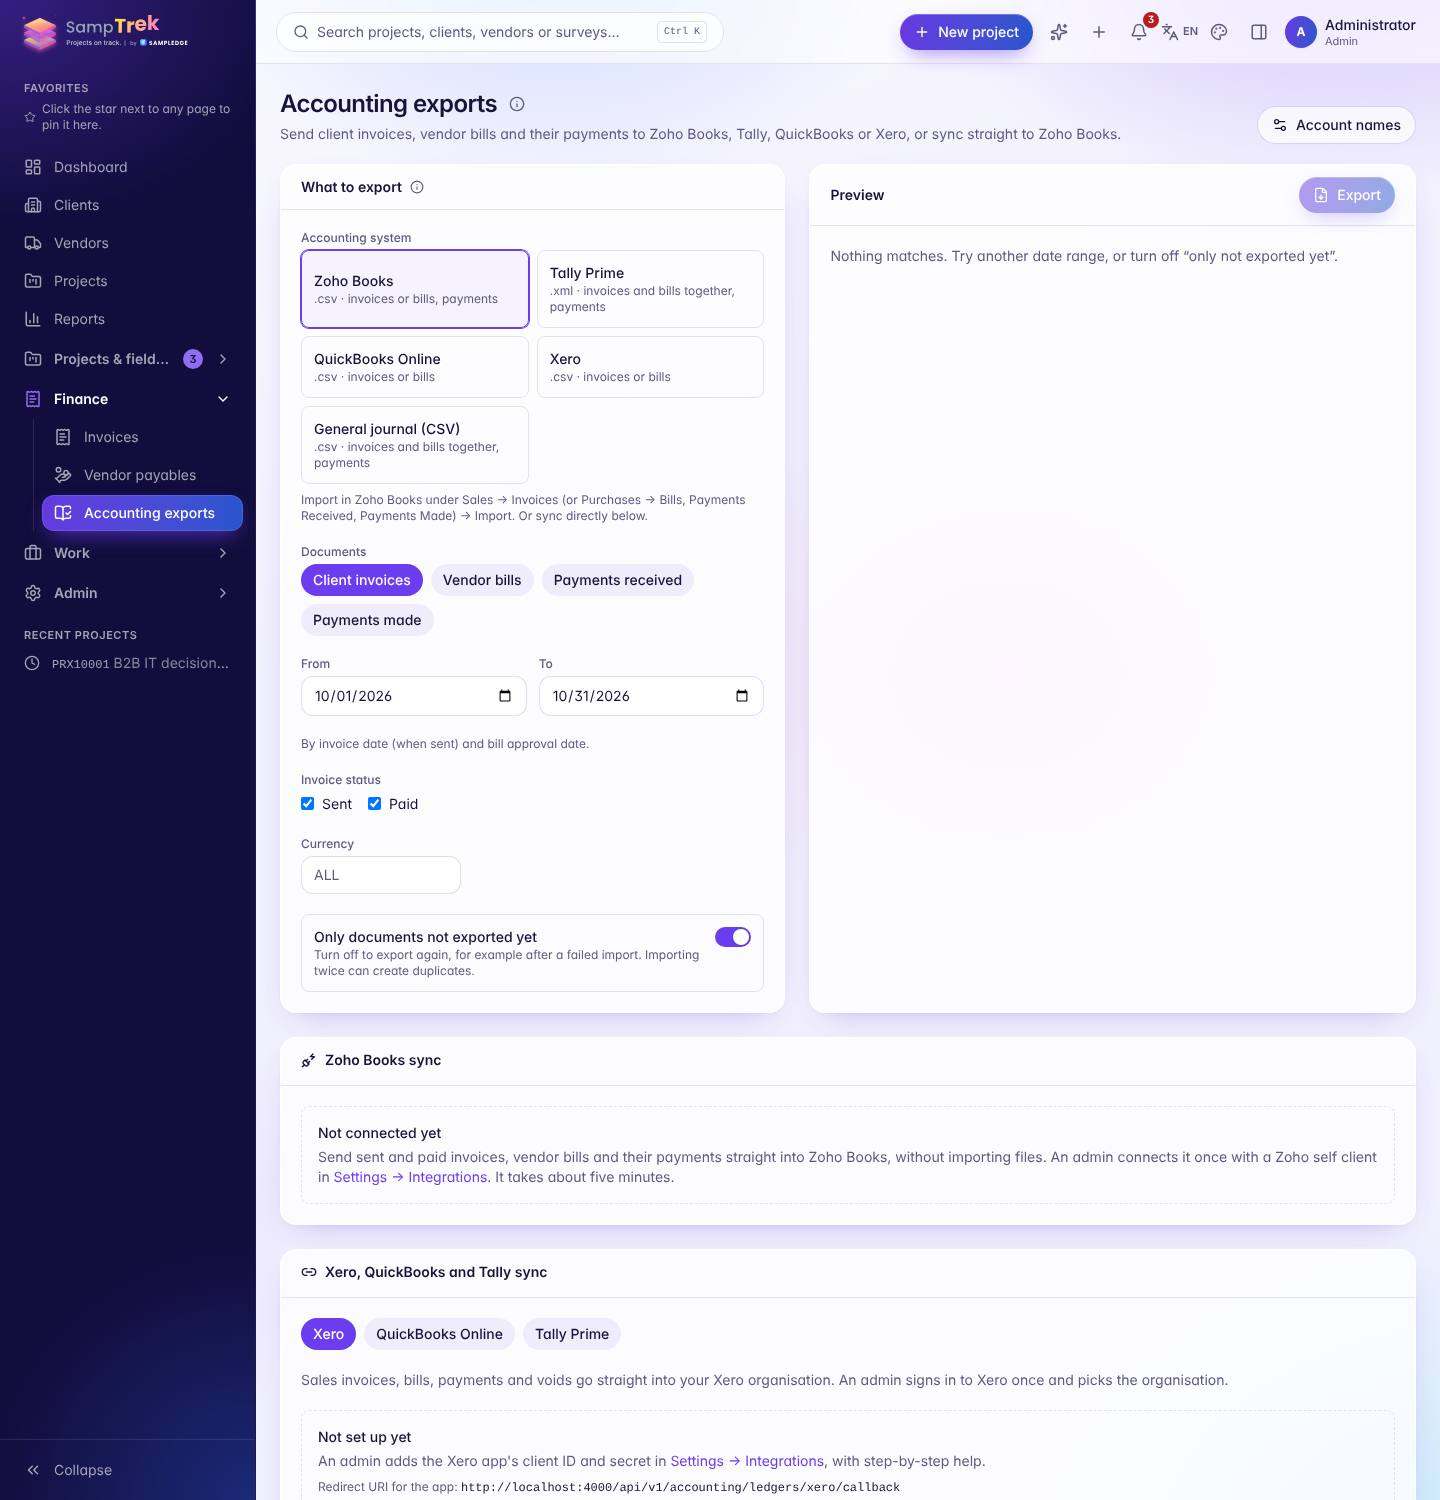 SampTrek
Projects on track. | by SAMPLEDGE
FAVORITES
Click the star next to any page to
pin it here.
Dashboard
Clients
Vendors
Projects
Reports
Projects & field... 3
Finance
Invoices
Vendor payables
Accounting exports
Work
Admin
RECENT PROJECTS
PRX10001 B2B IT decision...
Collapse
Search projects, clients, vendors or surveys... Ctrl K
New project
3
EN
A
Administrator
Admin
Accounting exports
Send client invoices, vendor bills and their payments to Zoho Books, Tally, QuickBooks or Xero, or sync straight to Zoho Books.
Account names
What to export
Accounting system
Zoho Books
.csv · invoices or bills, payments
Tally Prime
.xml · invoices and bills together,
payments
QuickBooks Online
.csv · invoices or bills
Xero
.csv · invoices or bills
General journal (CSV)
.csv · invoices and bills together,
payments
Import in Zoho Books under Sales → Invoices (or Purchases → Bills, Payments
Received, Payments Made) → Import. Or sync directly below.
Documents
Client invoices Vendor bills Payments received
Payments made
From To
10/01/2026 10/31/2026
By invoice date (when sent) and bill approval date.
Invoice status
Sent Paid
Currency
ALL
Only documents not exported yet
Turn off to export again, for example after a failed import. Importing
twice can create duplicates.
Preview
Export
Nothing matches. Try another date range, or turn off “only not exported yet”.
Zoho Books sync
Not connected yet
Send sent and paid invoices, vendor bills and their payments straight into Zoho Books, without importing files. An admin connects it once with a Zoho self client
in Settings → Integrations. It takes about five minutes.
Xero, QuickBooks and Tally sync
Xero QuickBooks Online Tally Prime
Sales invoices, bills, payments and voids go straight into your Xero organisation. An admin signs in to Xero once and picks the organisation.
Not set up yet
An admin adds the Xero app's client ID and secret in Settings → Integrations, with step-by-step help.
Redirect URI for the app: http://localhost:4000/api/v1/accounting/ledgers/xero/callback